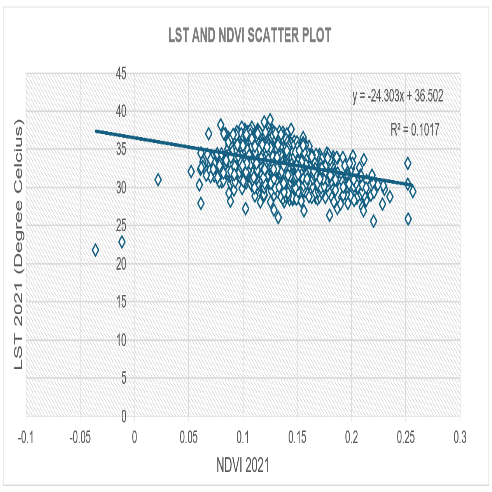 LST AND NDVI SCATTER PLOT
y = -24.303x + 36.502
R² = 0.1017
LST 2021 (Degree Celcius)
45
40
35
30
25
20
15
10
5
0
-0.1 -0.05 0 0.05 0.1 0.15 0.2 0.25 0.3
NDVI 2021